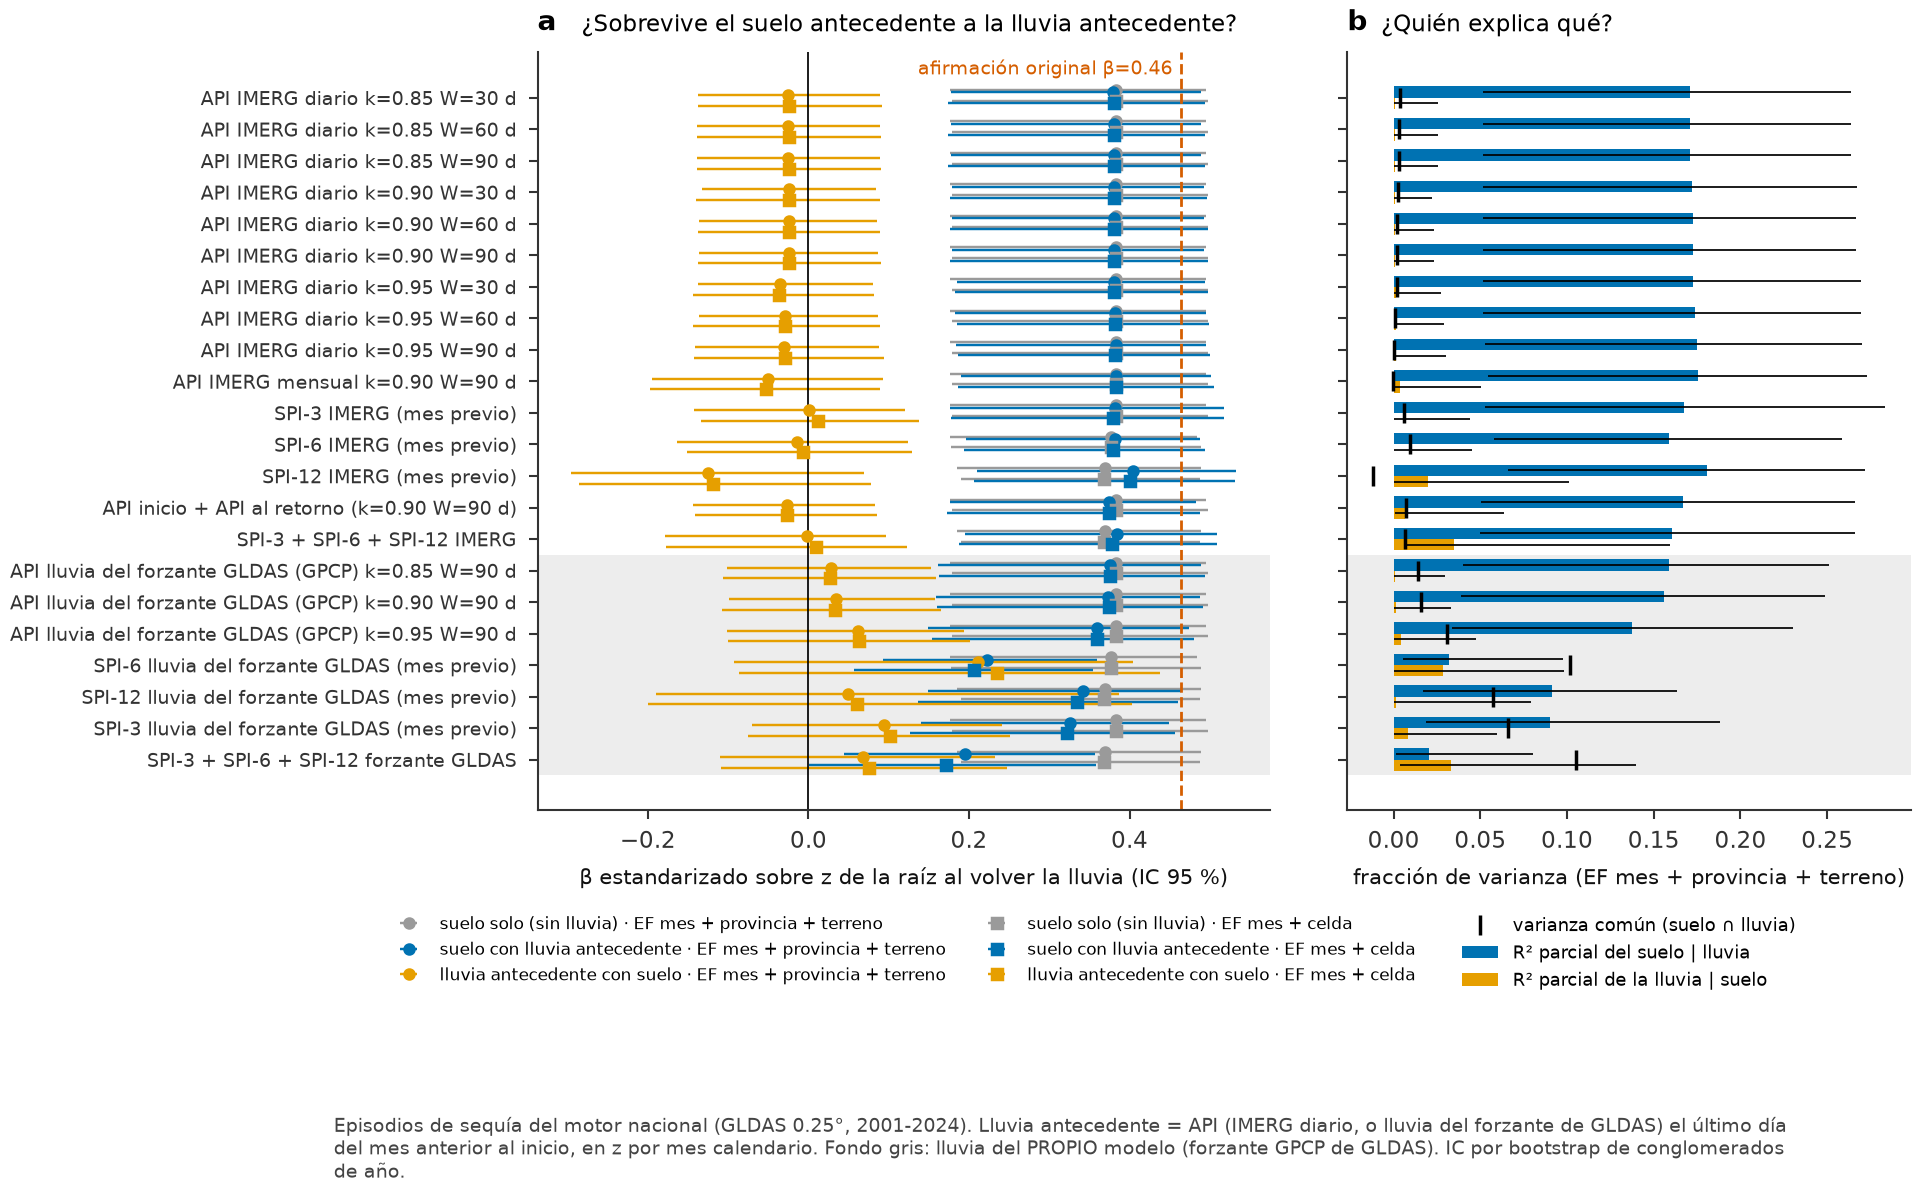 a ¿Sobrevive el suelo antecedente a la lluvia antecedente?
b ¿Quién explica qué?
afirmación original β=0.46
API IMERG diario k=0.85 W=30 d
API IMERG diario k=0.85 W=60 d
API IMERG diario k=0.85 W=90 d
API IMERG diario k=0.90 W=30 d
API IMERG diario k=0.90 W=60 d
API IMERG diario k=0.90 W=90 d
API IMERG diario k=0.95 W=30 d
API IMERG diario k=0.95 W=60 d
API IMERG diario k=0.95 W=90 d
API IMERG mensual k=0.90 W=90 d
SPI-3 IMERG (mes previo)
SPI-6 IMERG (mes previo)
SPI-12 IMERG (mes previo)
API inicio + API al retorno (k=0.90 W=90 d)
SPI-3 + SPI-6 + SPI-12 IMERG
API lluvia del forzante GLDAS (GPCP) k=0.85 W=90 d
API lluvia del forzante GLDAS (GPCP) k=0.90 W=90 d
API lluvia del forzante GLDAS (GPCP) k=0.95 W=90 d
SPI-6 lluvia del forzante GLDAS (mes previo)
SPI-12 lluvia del forzante GLDAS (mes previo)
SPI-3 lluvia del forzante GLDAS (mes previo)
SPI-3 + SPI-6 + SPI-12 forzante GLDAS
−0.2 0.0 0.2 0.4
β estandarizado sobre z de la raíz al volver la lluvia (IC 95 %)
0.00 0.05 0.10 0.15 0.20 0.25
fracción de varianza (EF mes + provincia + terreno)
suelo solo (sin lluvia) · EF mes + provincia + terreno
suelo con lluvia antecedente · EF mes + provincia + terreno
lluvia antecedente con suelo · EF mes + provincia + terreno
suelo solo (sin lluvia) · EF mes + celda
suelo con lluvia antecedente · EF mes + celda
lluvia antecedente con suelo · EF mes + celda
varianza común (suelo ∩ lluvia)
R² parcial del suelo | lluvia
R² parcial de la lluvia | suelo
Episodios de sequía del motor nacional (GLDAS 0.25°, 2001-2024). Lluvia antecedente = API (IMERG diario, o lluvia del forzante de GLDAS) el último día
del mes anterior al inicio, en z por mes calendario. Fondo gris: lluvia del PROPIO modelo (forzante GPCP de GLDAS). IC por bootstrap de conglomerados
de año.